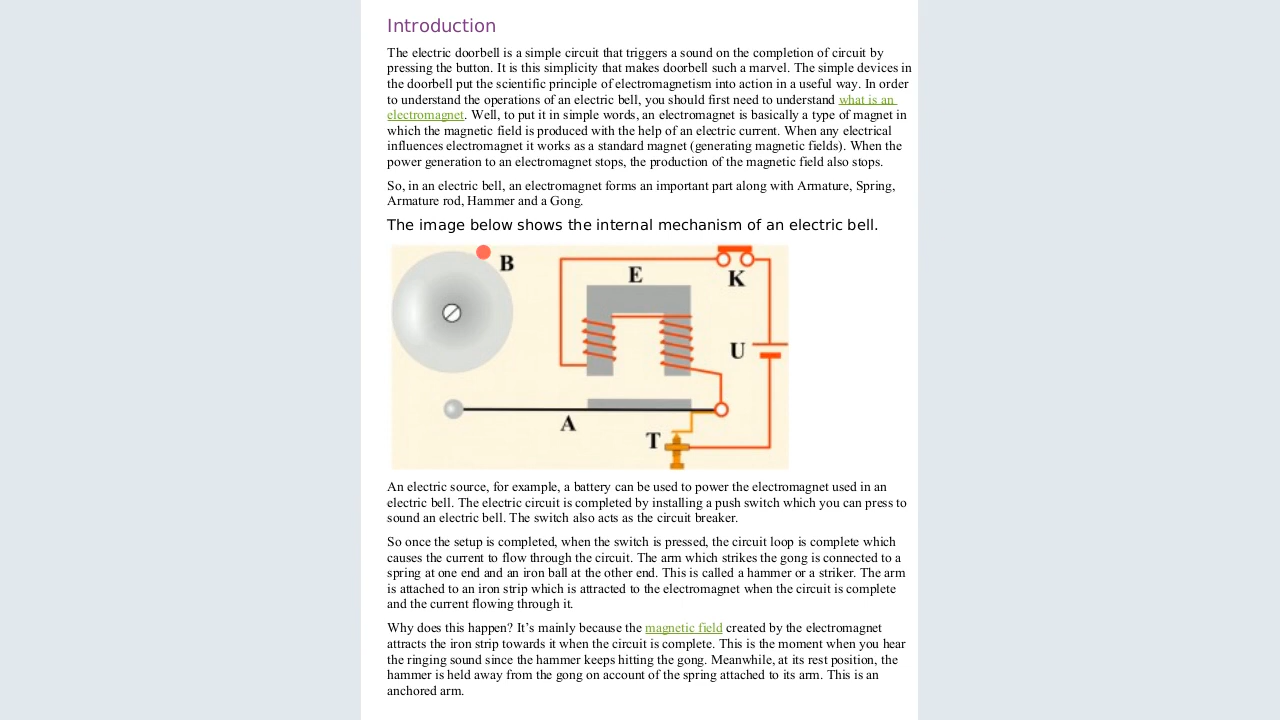 Introduction
The electric doorbell is a simple circuit that triggers a sound on the completion of circuit by
pressing the button. It is this simplicity that makes doorbell such a marvel. The simple devices in
the doorbell put the scientific principle of electromagnetism into action in a useful way. In order
to understand the operations of an electric bell, you should first need to understand what is an
electromagnet. Well, to put it in simple words, an electromagnet is basically a type of magnet in
which the magnetic field is produced with the help of an electric current. When any electrical
influences electromagnet it works as a standard magnet (generating magnetic fields). When the
power generation to an electromagnet stops, the production of the magnetic field also stops.
So, in an electric bell, an electromagnet forms an important part along with Armature, Spring,
Armature rod, Hammer and a Gong.
The image below shows the internal mechanism of an electric bell.
B
E
K
U
A
T
An electric source, for example, a battery can be used to power the electromagnet used in an
electric bell. The electric circuit is completed by installing a push switch which you can press to
sound an electric bell. The switch also acts as the circuit breaker.
So once the setup is completed, when the switch is pressed, the circuit loop is complete which
causes the current to flow through the circuit. The arm which strikes the gong is connected to a
spring at one end and an iron ball at the other end. This is called a hammer or a striker. The arm
is attached to an iron strip which is attracted to the electromagnet when the circuit is complete
and the current flowing through it.
Why does this happen? It’s mainly because the magnetic field created by the electromagnet
attracts the iron strip towards it when the circuit is complete. This is the moment when you hear
the ringing sound since the hammer keeps hitting the gong. Meanwhile, at its rest position, the
hammer is held away from the gong on account of the spring attached to its arm. This is an
anchored arm.